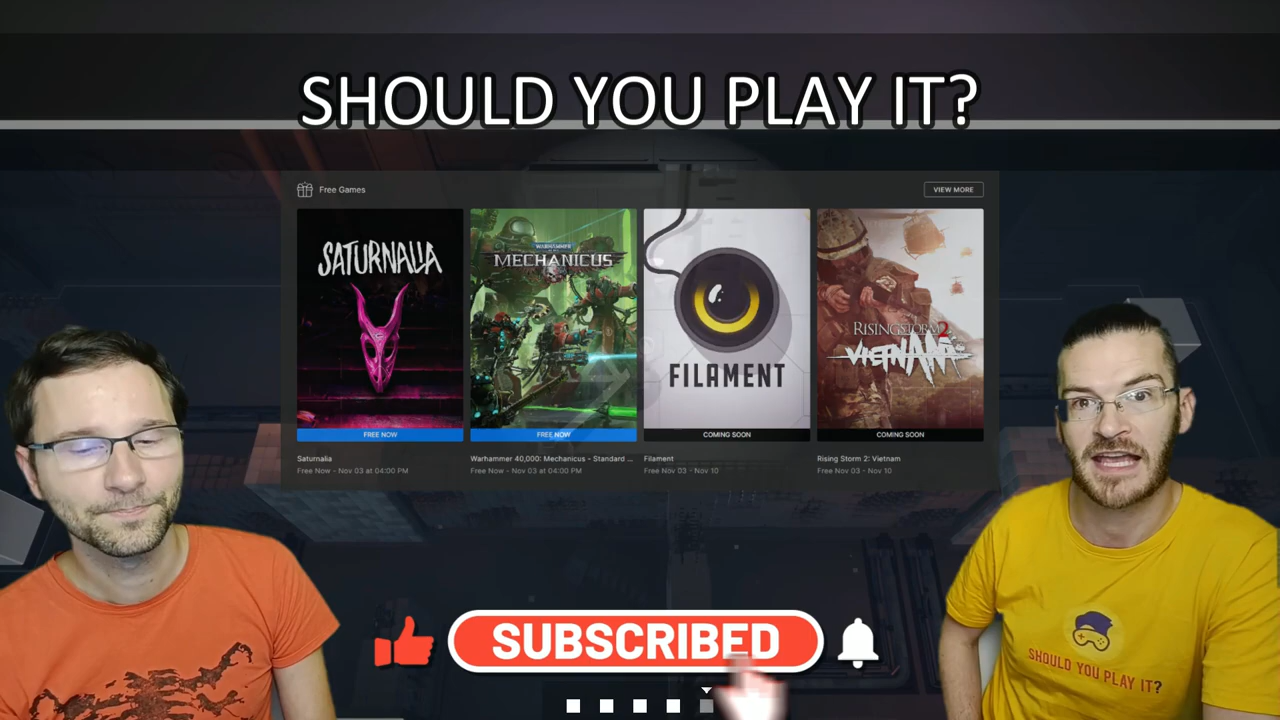 SHOULD YOU PLAY IT?
Free Games
VIEW MORE
SATURNALIA
WARHAMMER
MECHANICUS
FILAMENT
RISING STORM 2
VIETNAM
FREE NOW
FREE NOW
COMING SOON
COMING SOON
Saturnalia
Warhammer 40,000: Mechanicus - Standard ...
Filament
Rising Storm 2: Vietnam
Free Now - Nov 03 at 04:00 PM
Free Now - Nov 03 at 04:00 PM
Free Nov 03 - Nov 10
Free Nov 03 - Nov 10
SUBSCRIBED
SHOULD YOU PLAY IT?